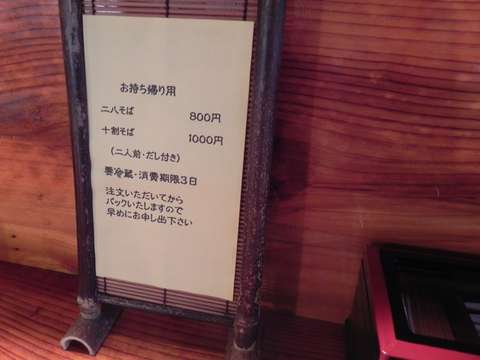 お持ち帰り用
二八そば 800円
十割そば 1000円
(二人前・だし付き)
要冷蔵・消費期限3日
注文いただいてから
パックいたしますので
早めにお申し出下さい